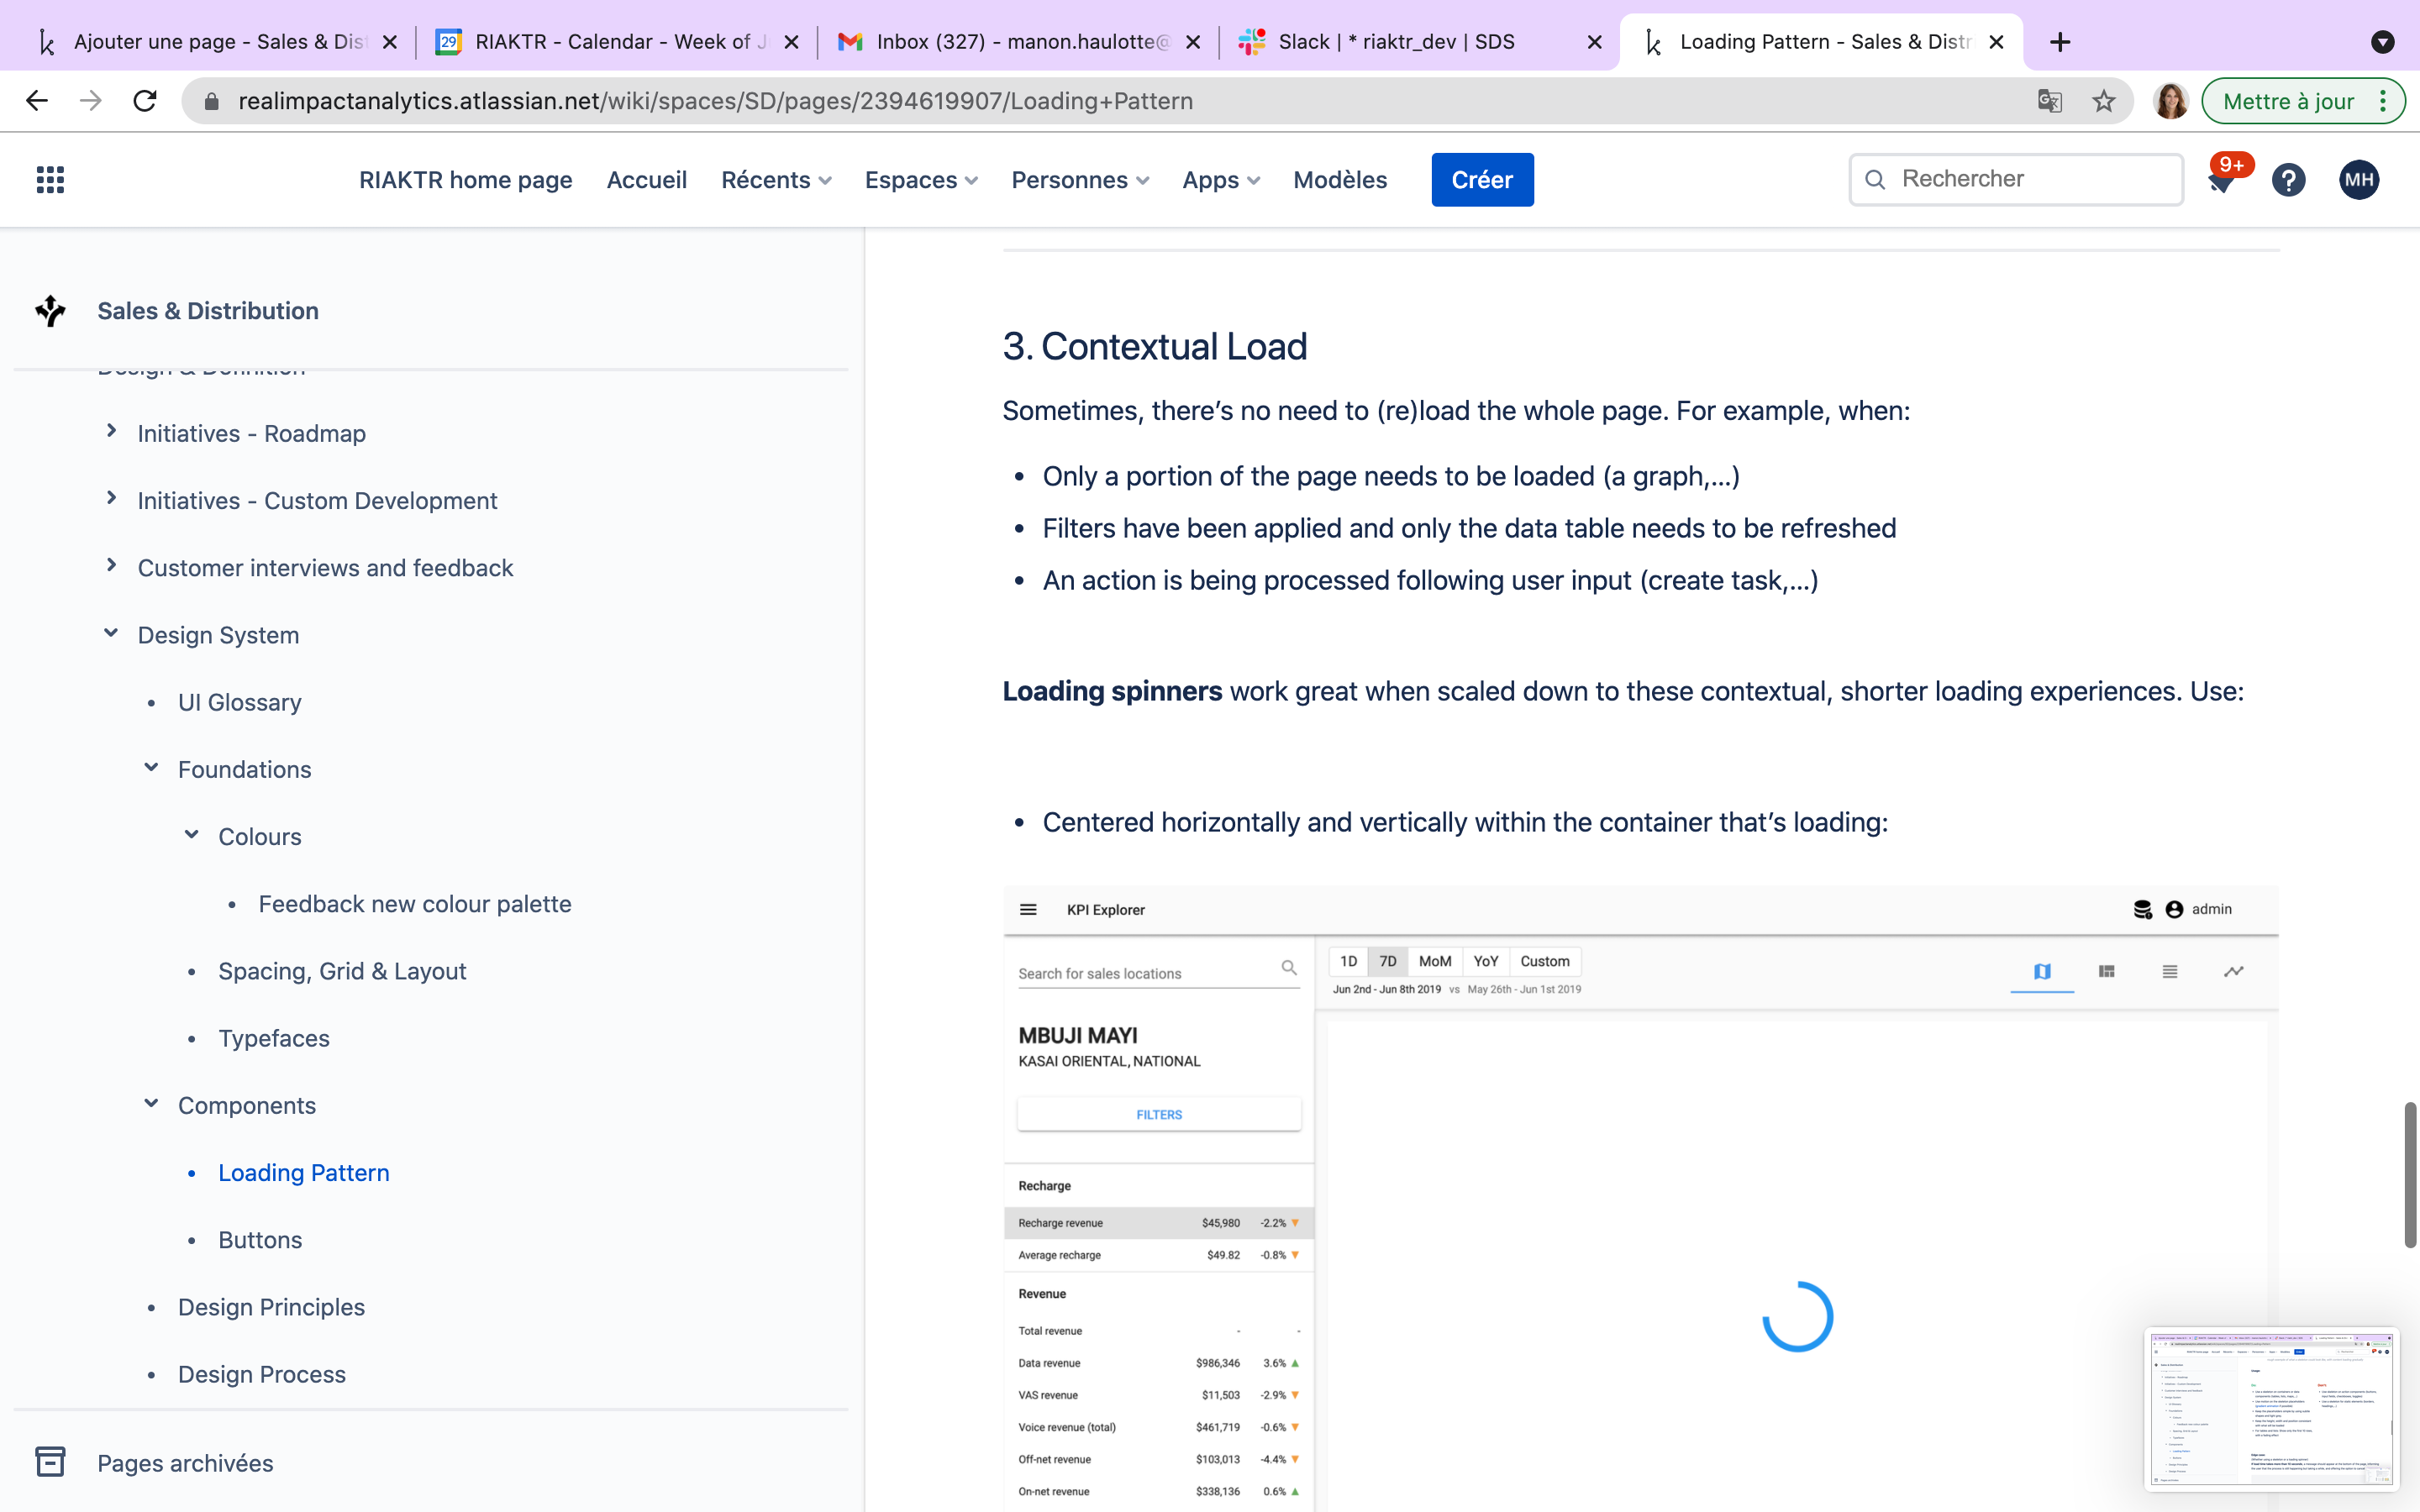 Ajouter une page - Sales & Dis
29
RIAKTR - Calendar - Week of J
Inbox (327) - manon.haulotte@
Slack | * riaktr_dev | SDS
Loading Pattern - Sales & Distr
realimpactanalytics.atlassian.net/wiki/spaces/SD/pages/2394619907/Loading+Pattern
Mettre à jour
RIAKTR home page
Accueil
Récents
Espaces
Personnes
Apps
Modèles
Créer
Rechercher
9+
MH
Sales & Distribution
Design & Definition
Initiatives - Roadmap
Initiatives - Custom Development
Customer interviews and feedback
Design System
• UI Glossary
Foundations
Colours
• Feedback new colour palette
• Spacing, Grid & Layout
• Typefaces
Components
• Loading Pattern
• Buttons
• Design Principles
• Design Process
Pages archivées
3. Contextual Load
Sometimes, there’s no need to (re)load the whole page. For example, when:
• Only a portion of the page needs to be loaded (a graph,...)
• Filters have been applied and only the data table needs to be refreshed
• An action is being processed following user input (create task,...)
Loading spinners work great when scaled down to these contextual, shorter loading experiences. Use:
• Centered horizontally and vertically within the container that’s loading:
KPI Explorer
admin
Search for sales locations
1D 7D MoM YoY Custom
Jun 2nd - Jun 8th 2019 vs May 26th - Jun 1st 2019
MBUJI MAYI
KASAI ORIENTAL, NATIONAL
FILTERS
Recharge
Recharge revenue $45,980 -2.2%
Average recharge $49.82 -0.8%
Revenue
Total revenue - -
Data revenue $986,346 3.6%
VAS revenue $11,503 -2.9%
Voice revenue (total) $461,719 -0.6%
Off-net revenue $103,013 -4.4%
On-net revenue $338,136 0.6%